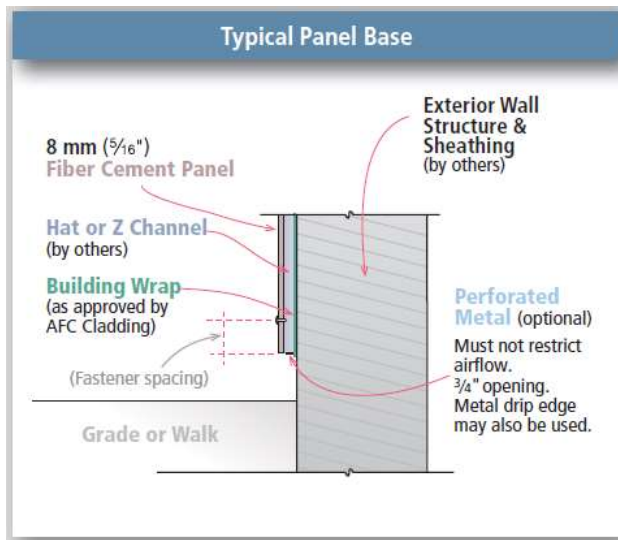 Typical Panel Base
8 mm (5/16")
Fiber Cement Panel
Hat or Z Channel
(by others)
Building Wrap
(as approved by
AFC Cladding)
(Fastener spacing)
Grade or Walk
Exterior Wall
Structure &
Sheathing
(by others)
Perforated
Metal (optional)
Must not restrict
airflow.
3/4" opening.
Metal drip edge
may also be used.